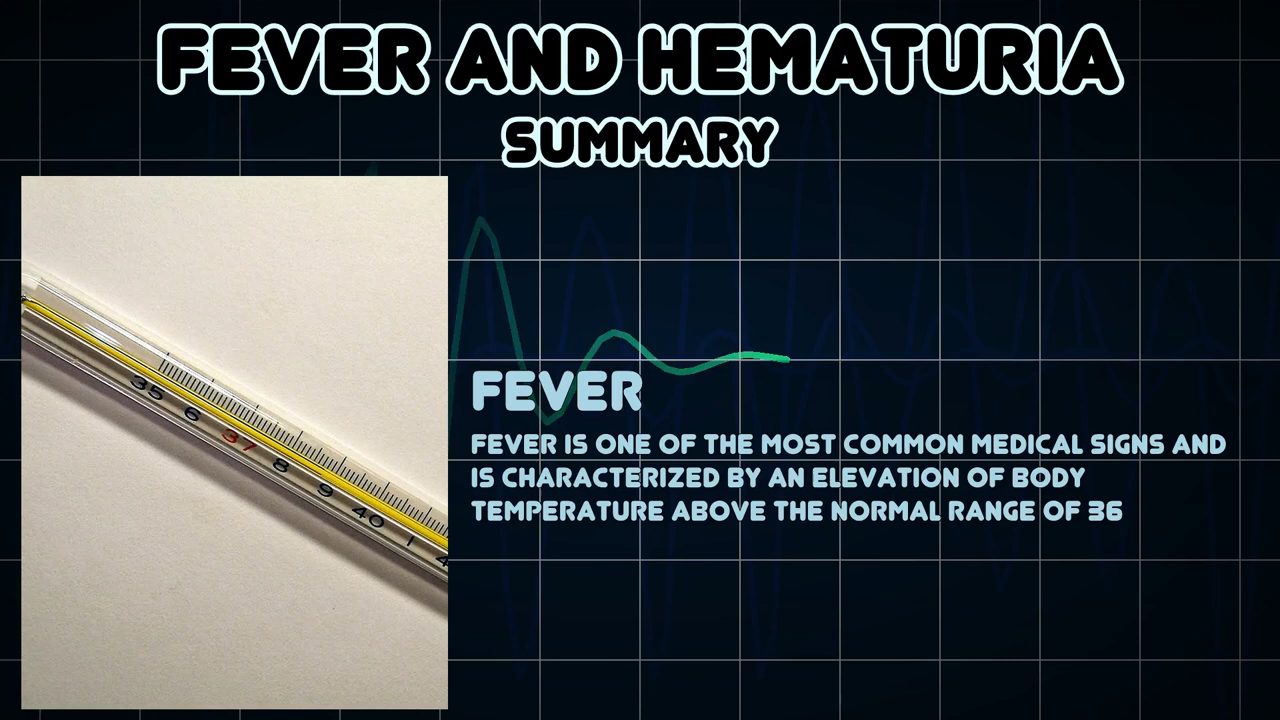 FEVER AND HEMATURIA
SUMMARY
35 6 37 8 9 40 1
FEVER
FEVER IS ONE OF THE MOST COMMON MEDICAL SIGNS AND
IS CHARACTERIZED BY AN ELEVATION OF BODY
TEMPERATURE ABOVE THE NORMAL RANGE OF 36